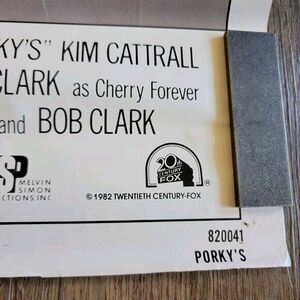 KY'S" KIM CATTRALL
CLARK as Cherry Forever
and BOB CLARK
SP
MELVIN
SIMON
CTIONS, INC
20th
CENTURY
FOX
®
© 1982 TWENTIETH CENTURY-FOX
820041
PORKY'S